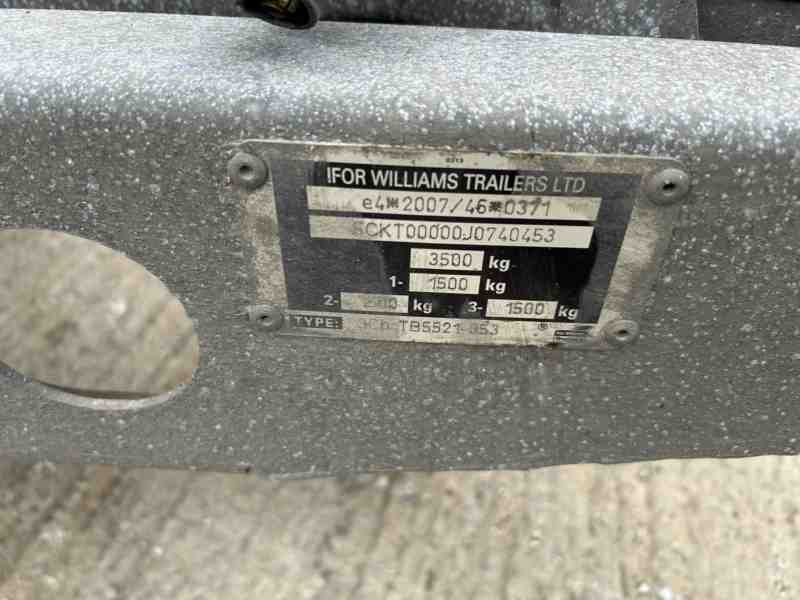 IFOR WILLIAMS TRAILERS LTD
e4*2007/46*0371
SCKT00000J0740453
3500 kg
1- 1500 kg
2- kg 3- 1500 kg
TYPE: